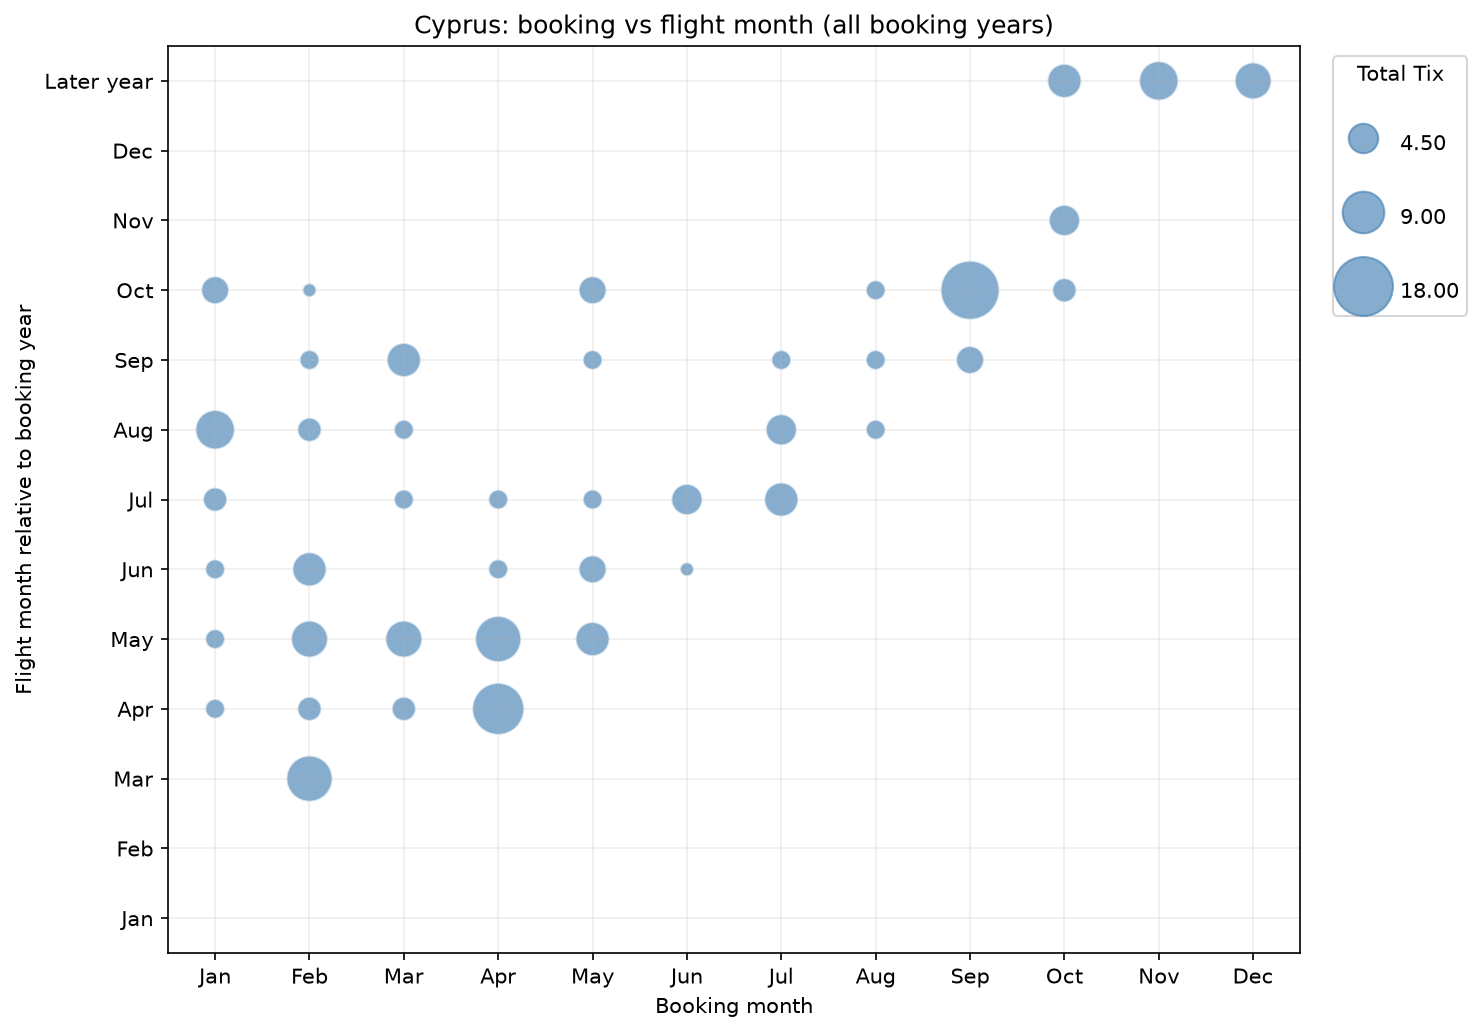 Cyprus: booking vs flight month (all booking years)
Total Tix
4.50
9.00
18.00
Flight month relative to booking year
Later year
Dec
Nov
Oct
Sep
Aug
Jul
Jun
May
Apr
Mar
Feb
Jan
Jan Feb Mar Apr May Jun Jul Aug Sep Oct Nov Dec
Booking month